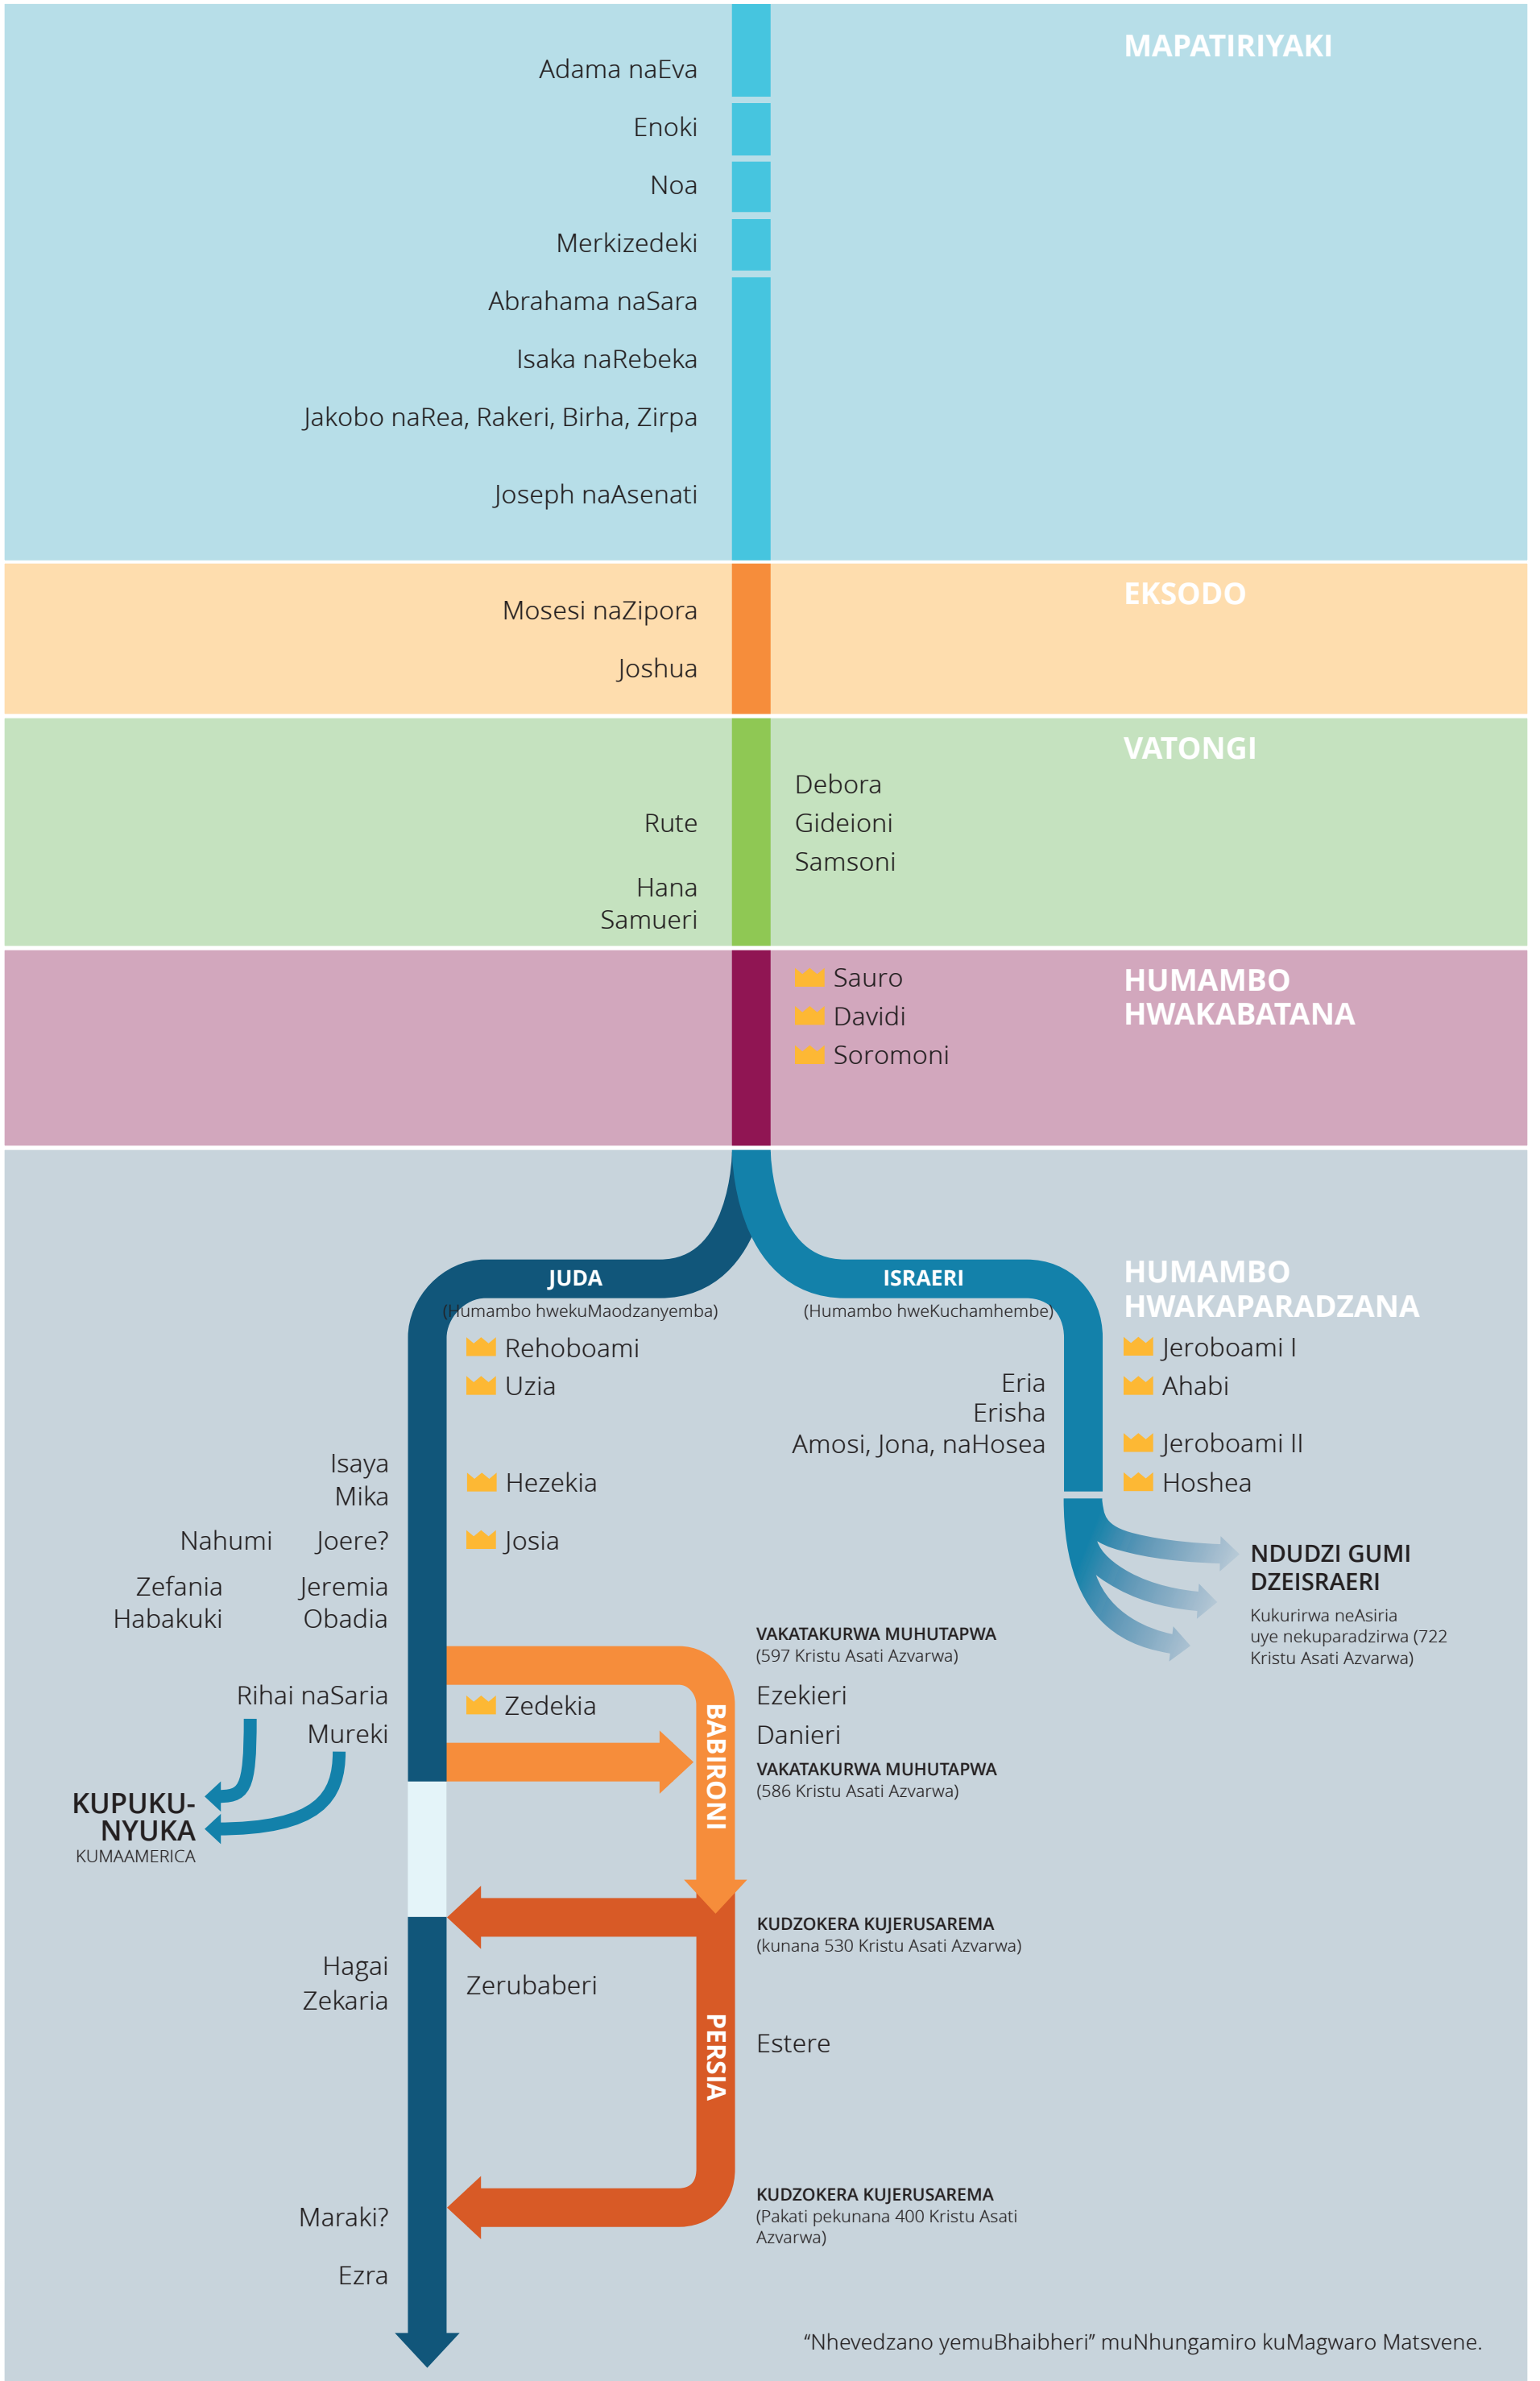 MAPATIRIYAKI
Adama naEva
Enoki
Noa
Merkizedeki
Abrahama naSara
Isaka naRebeka
Jakobo naRea, Rakeri, Birha, Zirpa
Joseph naAsenati
EKSODO
Mosesi naZipora
Joshua
VATONGI
Debora
Rute
Gideioni
Samsoni
Hana
Samueri
HUMAMBO
HWAKABATANA
Sauro
Davidi
Soromoni
HUMAMBO
HWAKAPARADZANA
JUDA
(Humambo hwekuMaodzanyemba)
Rehoboami
Uzia
Isaya
Mika
Hezekia
Nahumi
Joere?
Josia
Zefania
Habakuki
Jeremia
Obadia
ISRAERI
(Humambo hweKuchamhembe)
Eria
Erisha
Amosi, Jona, naHosea
Jeroboami I
Ahabi
Jeroboami II
Hoshea
NDUDZI GUMI
DZEISRAERI
Kukurirwa neAsiria
uye nekuparadzirwa (722
Kristu Asati Azvarwa)
VAKATAKURWA MUHUTAPWA
(597 Kristu Asati Azvarwa)
Rihai naSaria
Mureki
Zedekia
BABIRONI
Ezekieri
Danieri
VAKATAKURWA MUHUTAPWA
(586 Kristu Asati Azvarwa)
KUPUKU-
NYUKA
KUMAAMERICA
KUDZOKERA KUJERUSAREMA
(kunana 530 Kristu Asati Azvarwa)
Hagai
Zekaria
Zerubaberi
PERSIA
Estere
KUDZOKERA KUJERUSAREMA
(Pakati pekunana 400 Kristu Asati
Azvarwa)
Maraki?
Ezra
“Nhevedzano yemuBhaibheri” muNhungamiro kuMagwaro Matsvene.